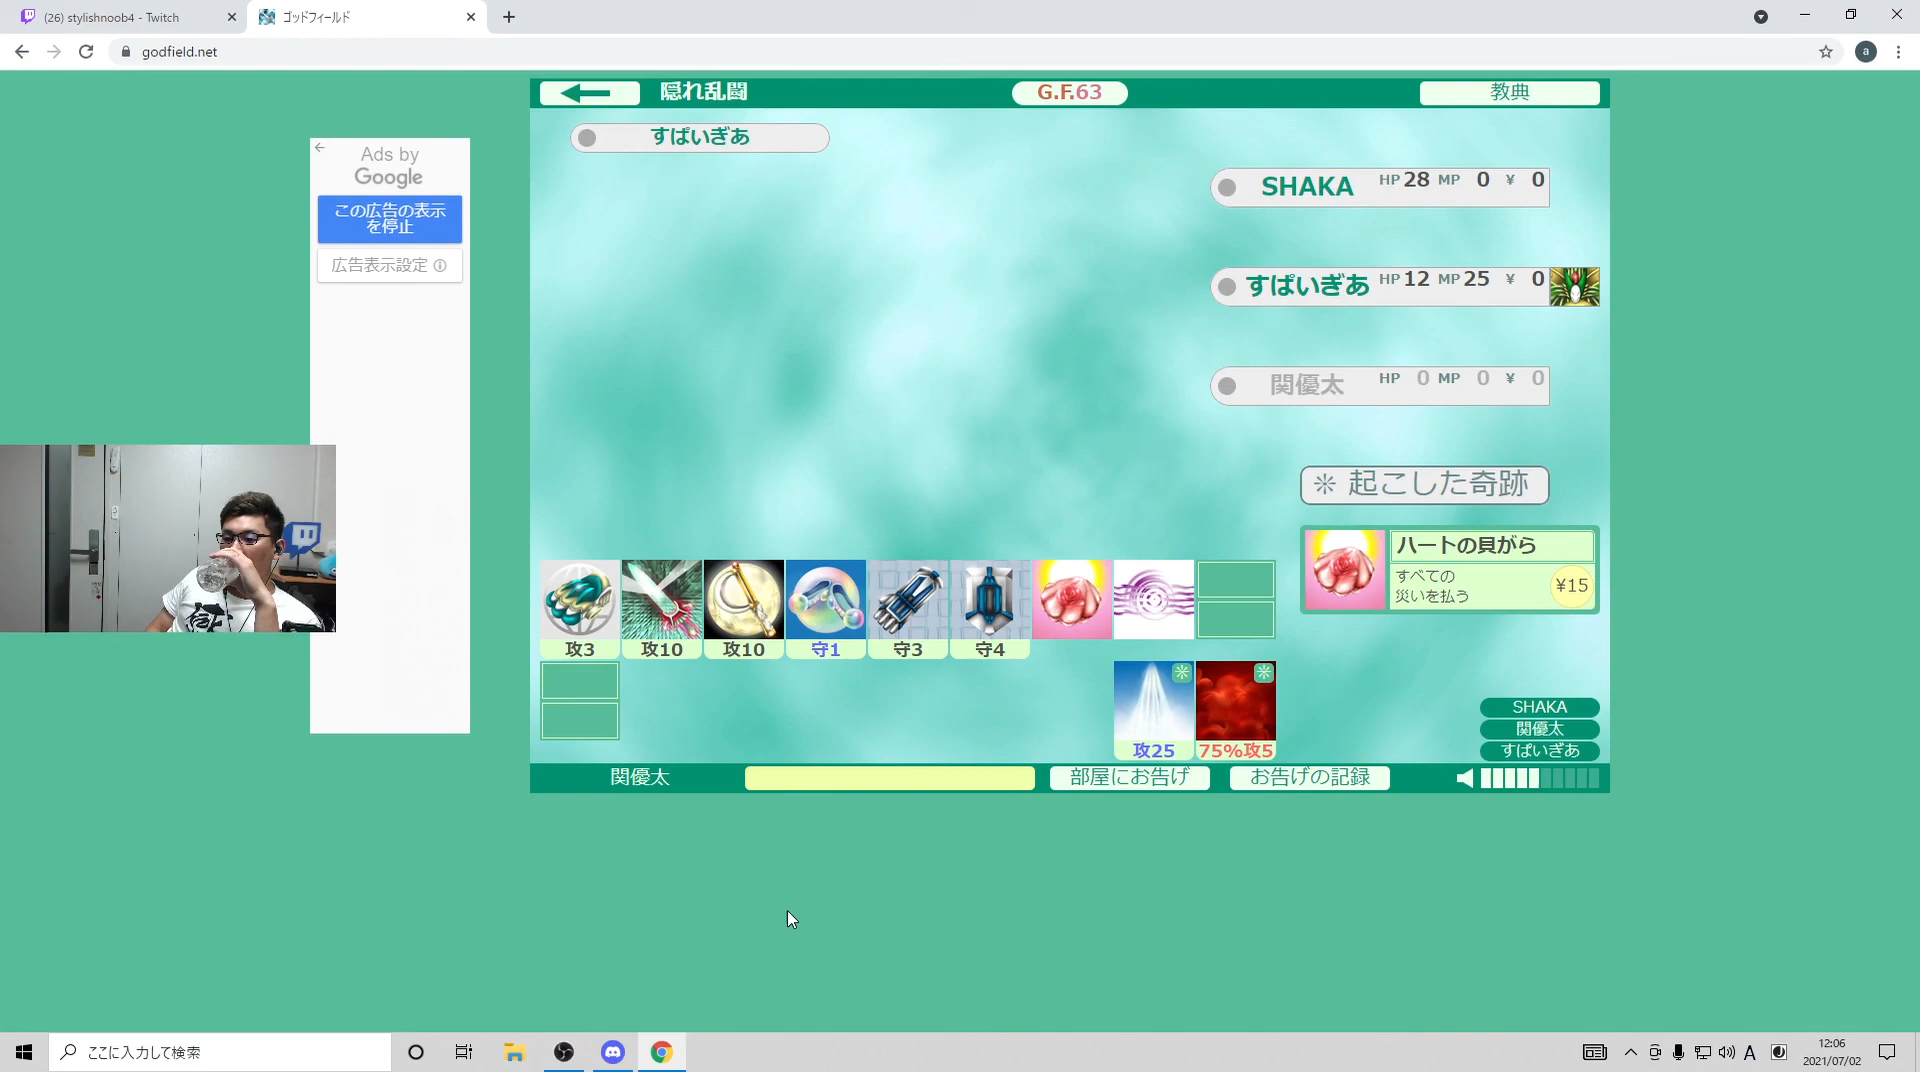 (26) stylishnoob4 - Twitch
ゴッドフィールド
godfield.net
a
隠れ乱闘
G.F.63
教典
すぱいぎあ
Ads by
Google
この広告の表示
を停止
広告表示設定
SHAKA HP 28 MP 0 ¥ 0
すぱいぎあ HP 12 MP 25 ¥ 0
関優太 HP 0 MP 0 ¥ 0
起こした奇跡
ハートの貝がら
すべての
災いを払う
¥15
攻3
攻10
攻10
守1
守3
守4
攻25
75%攻5
SHAKA
関優太
すぱいぎあ
関優太
部屋にお告げ
お告げの記録
ここに入力して検索
A
12:06
2021/07/02